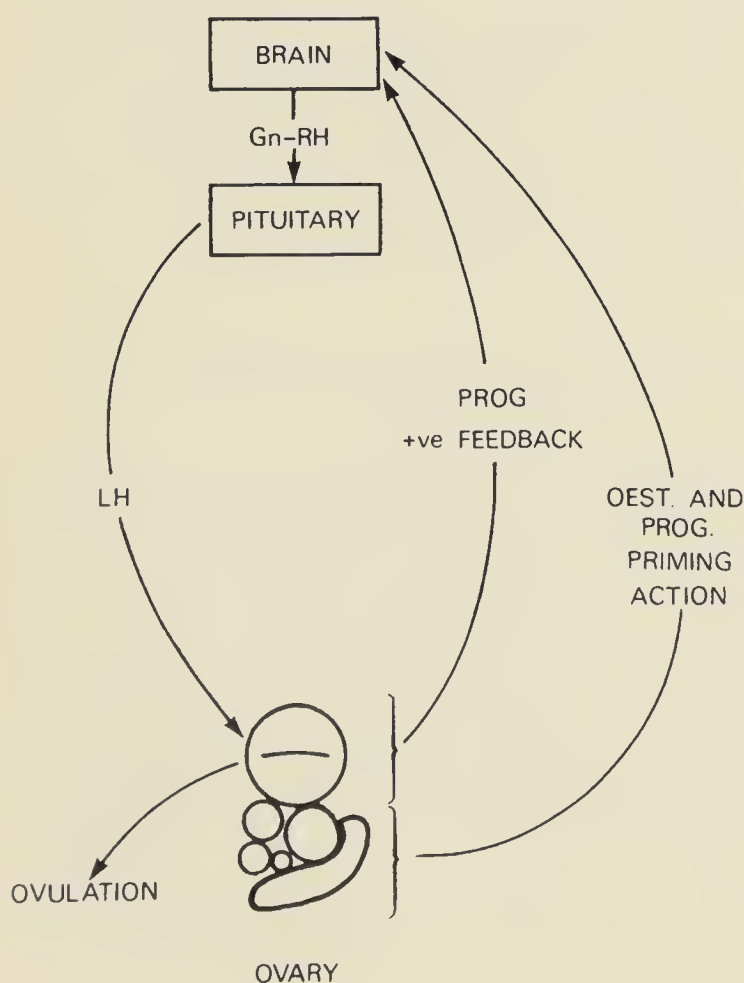 BRAIN
Gn-RH
PITUITARY
PROG
+ve FEEDBACK
LH
OEST. AND
PROG.
PRIMING
ACTION
OVULATION
OVARY